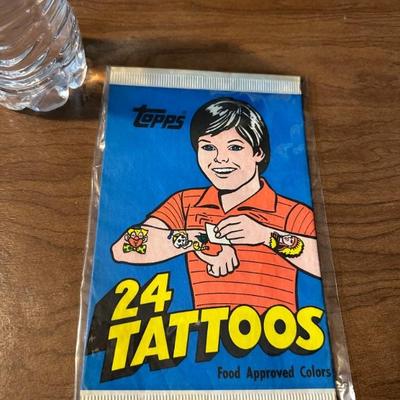 Topps
24
TATTOOS
Food Approved Colors